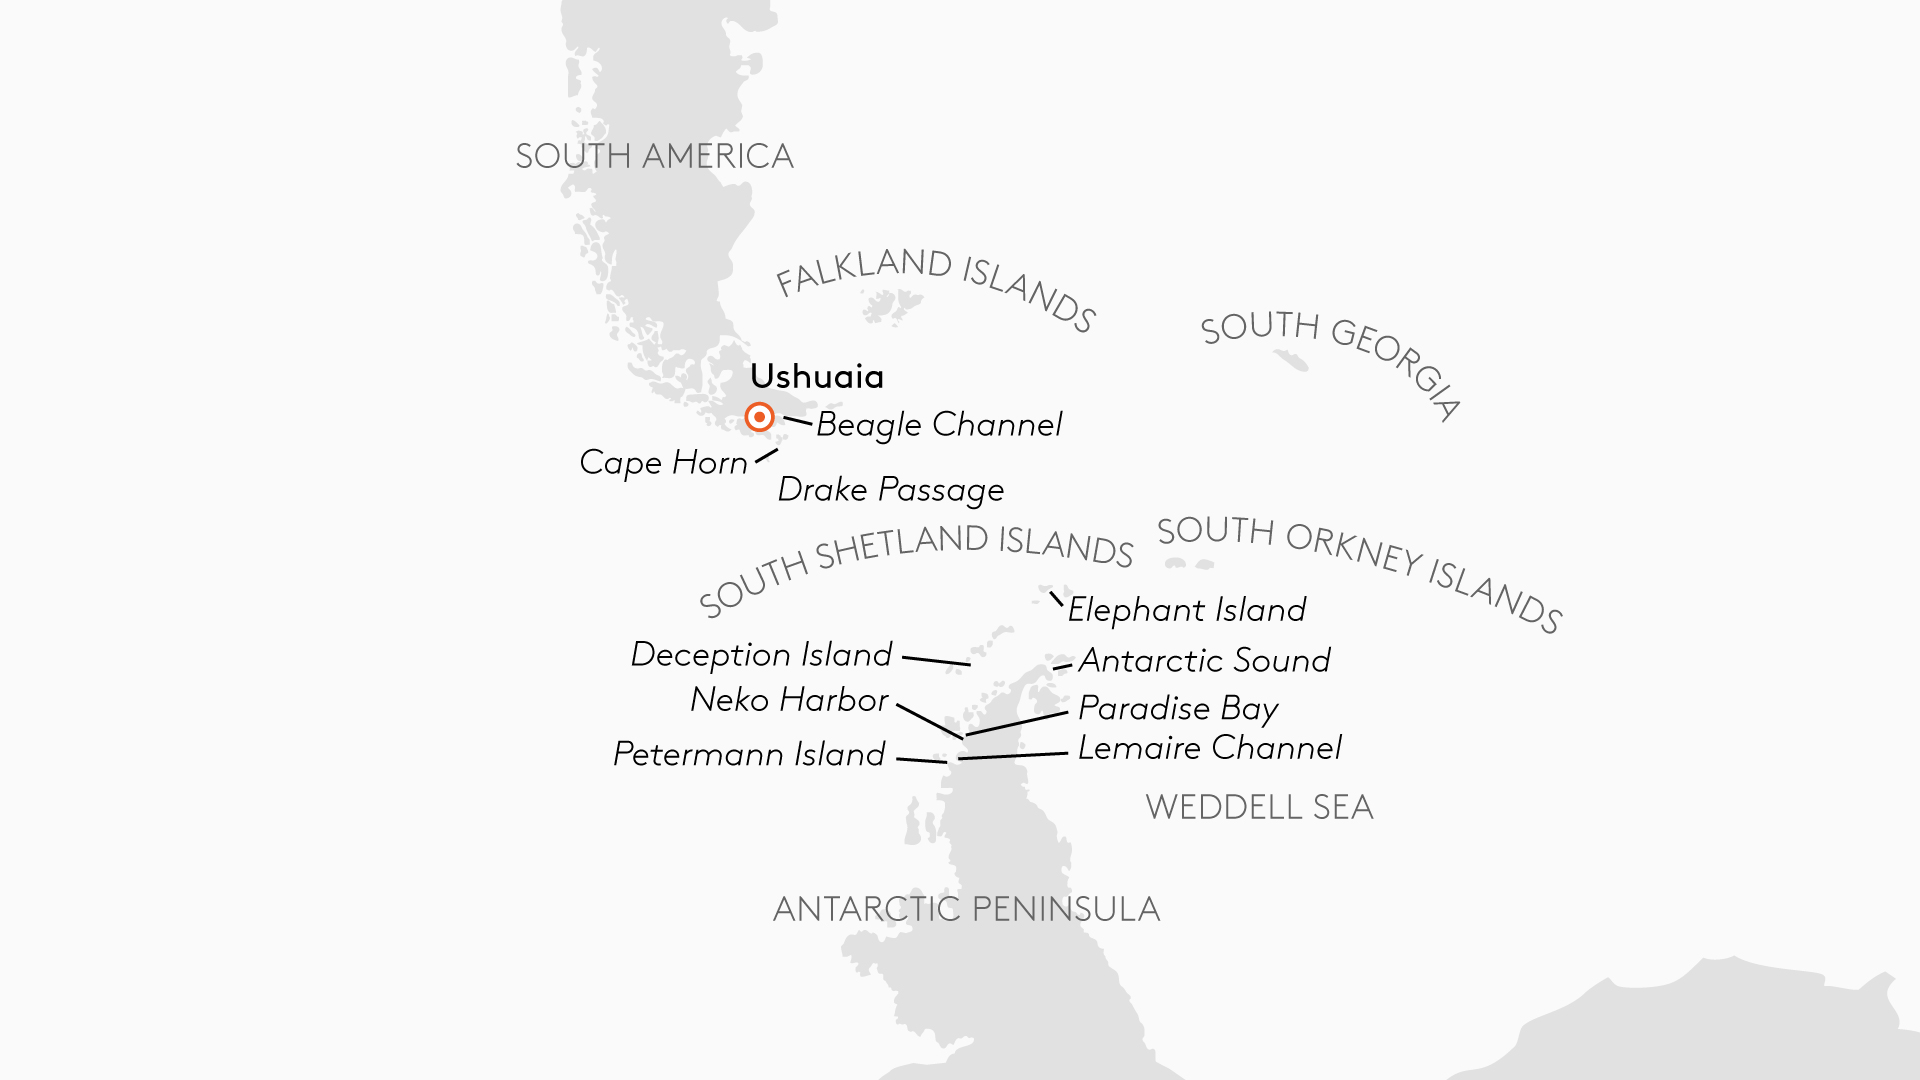 SOUTH AMERICA
FALKLAND ISLANDS
SOUTH GEORGIA
Ushuaia
Beagle Channel
Cape Horn
Drake Passage
SOUTH SHETLAND ISLANDS
SOUTH ORKNEY ISLANDS
Elephant Island
Deception Island
Antarctic Sound
Neko Harbor
Paradise Bay
Petermann Island
Lemaire Channel
WEDDELL SEA
ANTARCTIC PENINSULA